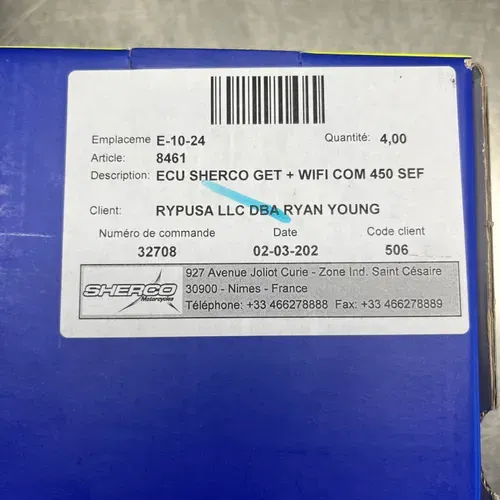 Emplaceme E-10-24 Quantité: 4,00
Article: 8461
Description: ECU SHERCO GET + WIFI COM 450 SEF
Client: RYPUSA LLC DBA RYAN YOUNG
Numéro de commande Date Code client
32708 02-03-202 506
SHERCO
Motorcycles
927 Avenue Joliot Curie - Zone Ind. Saint Césaire
30900 - Nimes - France
Téléphone: +33 466278888 Fax: +33 466278889